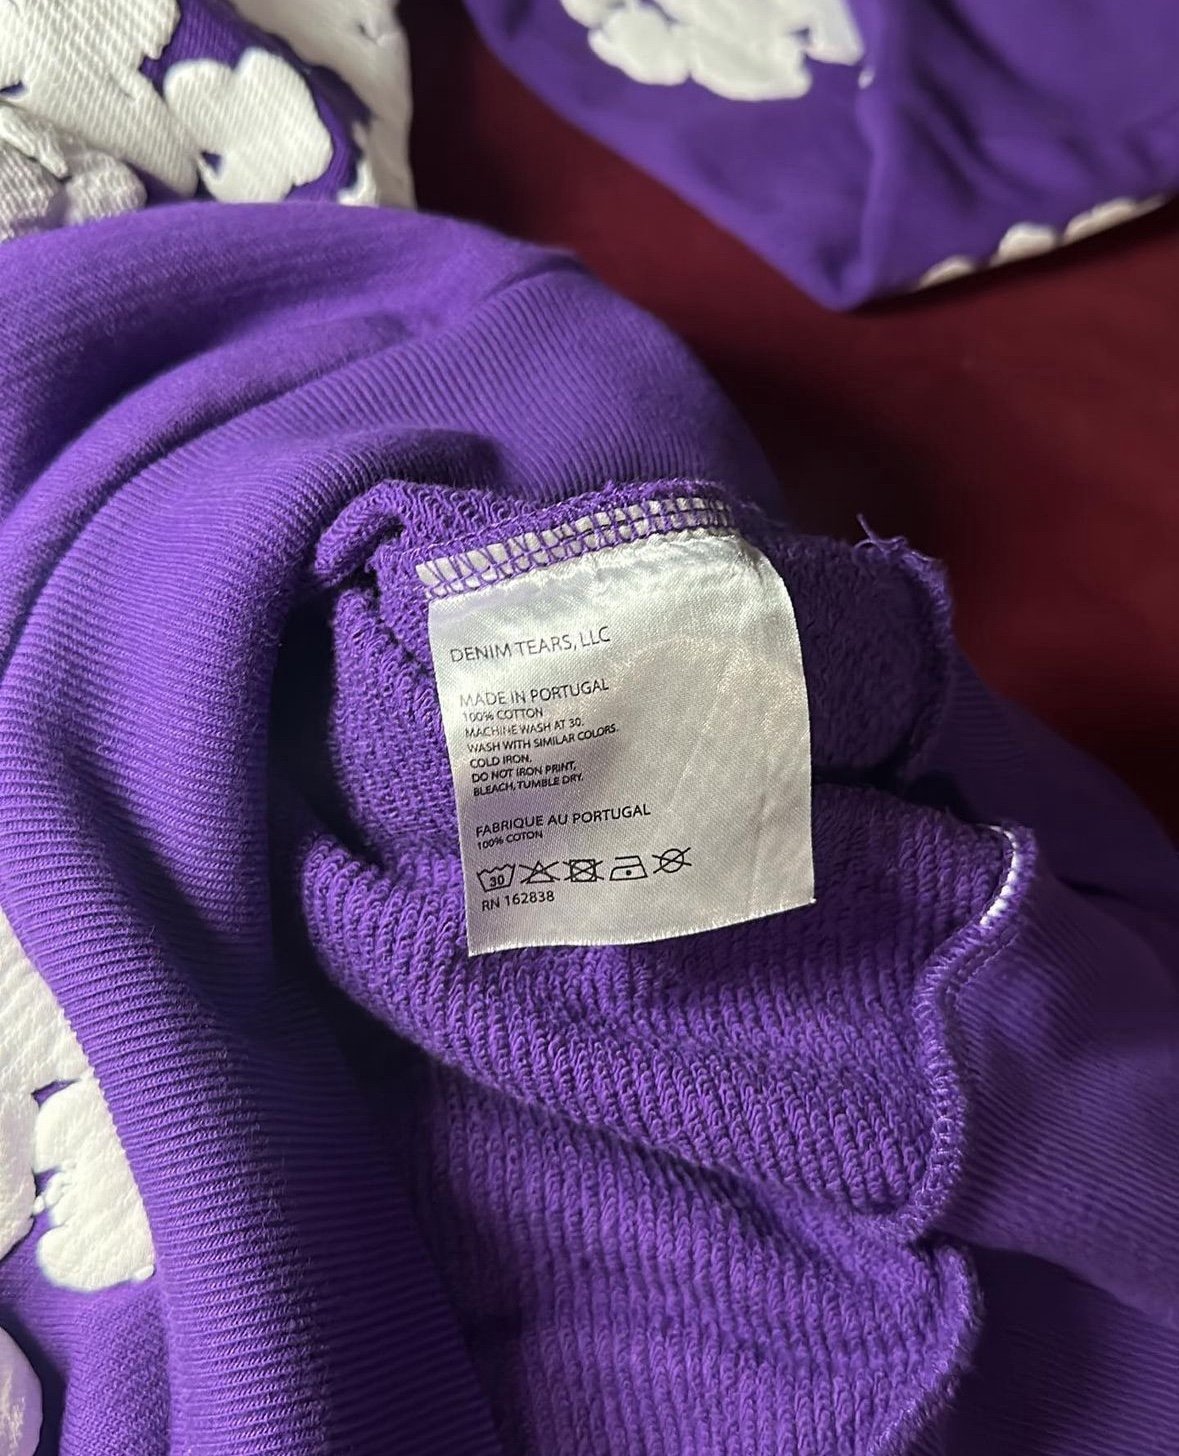 DENIM TEARS, LLC
MADE IN PORTUGAL
100% COTTON
MACHINE WASH AT 30.
WASH WITH SIMILAR COLORS.
COLD IRON,
DO NOT IRON PRINT,
BLEACH, TUMBLE DRY.
FABRIQUE AU PORTUGAL
100% COTON
30
RN 162838